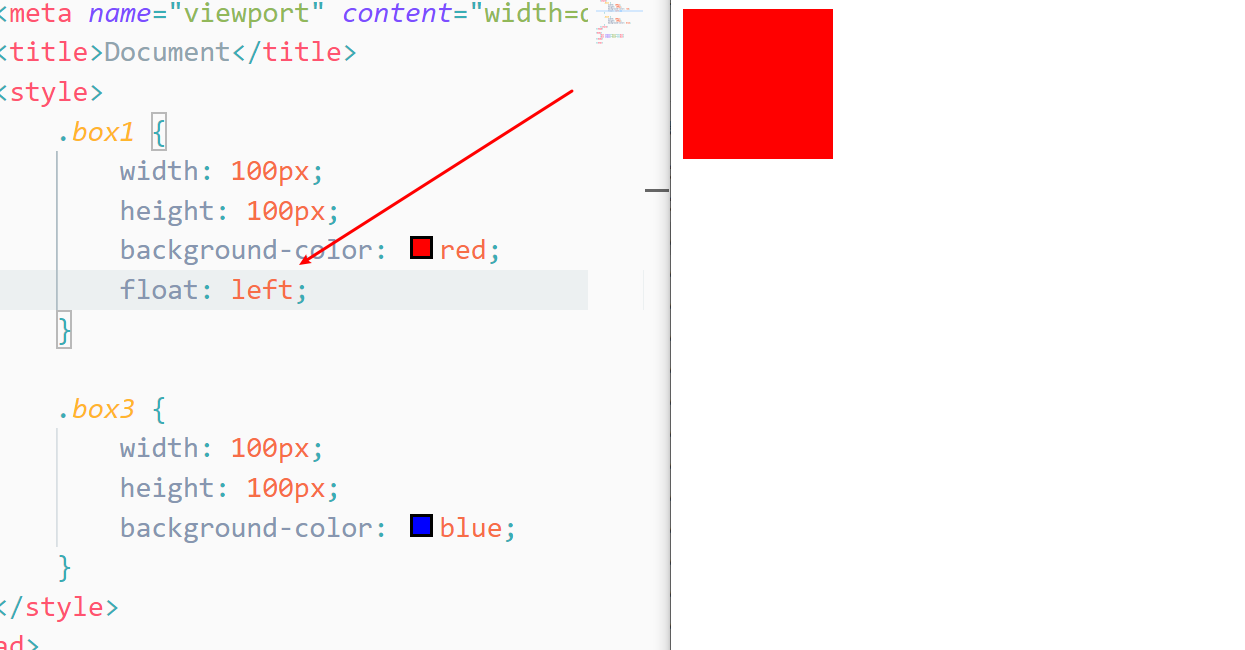 <meta name="viewport" content="width=
<title>Document</title>
<style>
.box1 {
width: 100px;
height: 100px;
background-color: red;
float: left;
}
.box3 {
width: 100px;
height: 100px;
background-color: blue;
}
</style>
ad>